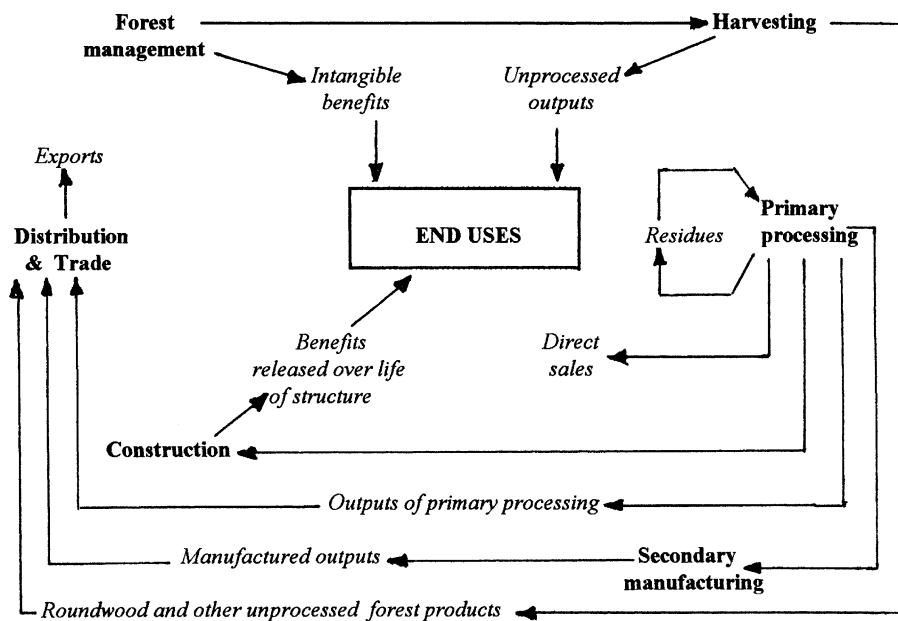 Forest
management
Harvesting
Intangible
benefits
Unprocessed
outputs
Exports
END USES
Distribution
& Trade
Residues
Primary
processing
Benefits
released over life
of structure
Direct
sales
Construction
Outputs of primary processing
Manufactured outputs
Secondary
manufacturing
Roundwood and other unprocessed forest products